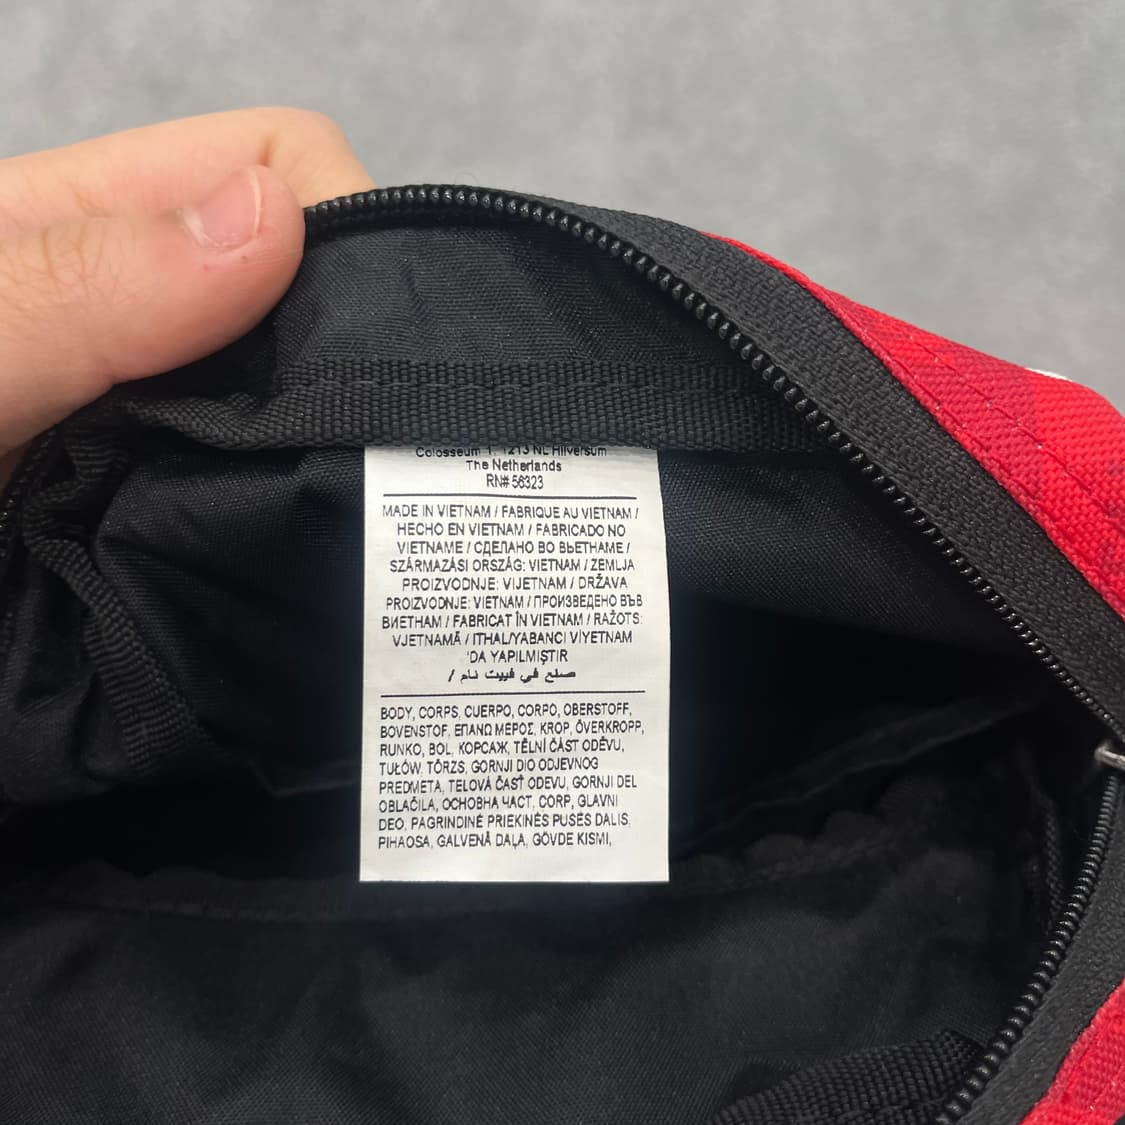 Colosseum 1, 1213 NL Hilversum
The Netherlands
RN# 56323
MADE IN VIETNAM / FABRIQUE AU VIETNAM /
HECHO EN VIETNAM / FABRICADO NO
VIETNAME / СДЕЛАНО ВО ВЬЕТНАМЕ /
SZÁRMAZÁSI ORSZÁG: VIETNAM / ZEMLJA
PROIZVODNJE: VIJETNAM / DRŽAVA
PROIZVODNJE: VIETNAM / ПРОИЗВЕДЕНО ВЪВ
ВИЕТНАМ / FABRICAT ÎN VIETNAM / RAŽOTS:
VJETNAMĀ / ITHAL/YABANCI VİYETNAM
'DA YAPILMIŞTIR
صنع في فييت نام /
BODY, CORPS, CUERPO, CORPO, OBERSTOFF,
BOVENSTOF, ΕΠΑΝΩ ΜΕΡΟΣ, KROP, ÖVERKROPP,
RUNKO, BOL, КОРСАЖ, TĚLNÍ ČÁST ODĚVU,
TUŁÓW, TÖRZS, GORNJI DIO ODJEVNOG
PREDMETA, TELOVÁ ČASŤ ODEVU, GORNJI DEL
OBLAČILA, ОСНОВНА ЧАСТ, CORP, GLAVNI
DEO, PAGRINDINĖ PRIEKINĖS PUSĖS DALIS,
PIHAOSA, GALVENĀ DAĻA, GÖVDE KISMI,